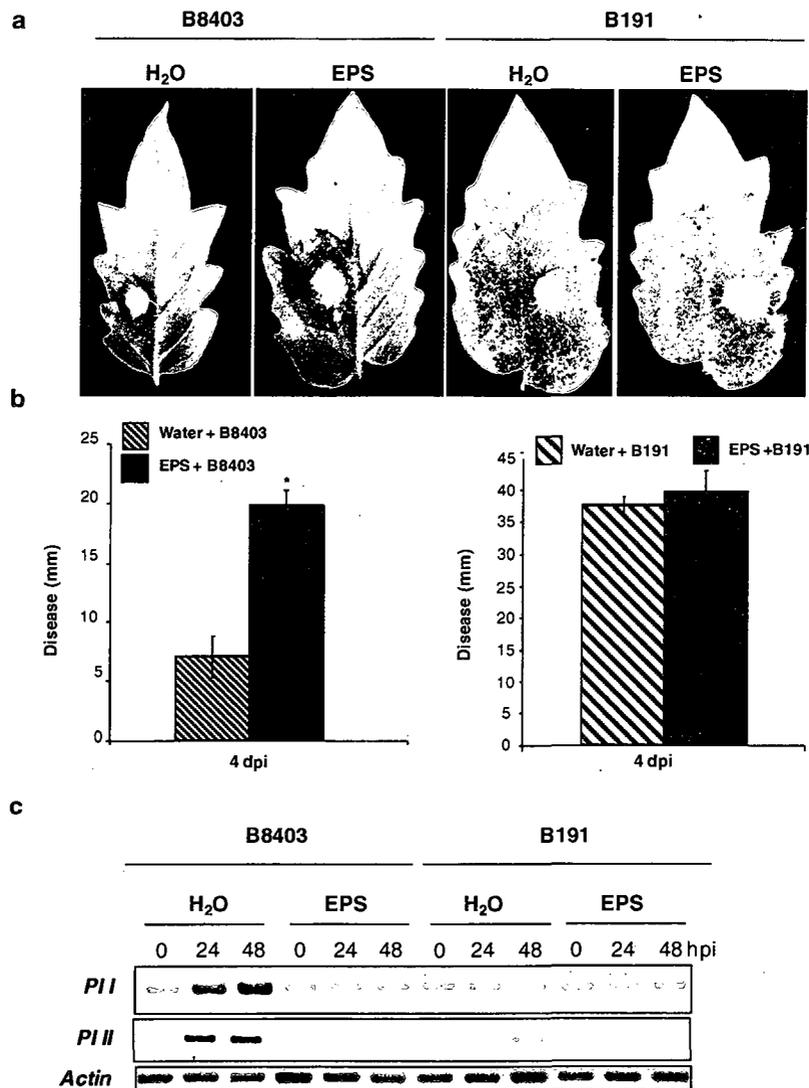 a
B8403 B191
H₂O EPS H₂O EPS
b
25
20
15
10
5
0
Disease (mm)
Water + B8403
EPS + B8403
*
4 dpi
45
40
35
30
25
20
15
10
5
0
Disease (mm)
Water + B191
EPS +B191
4 dpi
c
B8403 B191
H₂O EPS H₂O EPS
0 24 48 0 24 48 0 24 48 0 24 48 hpi
PI I
PI II
Actin